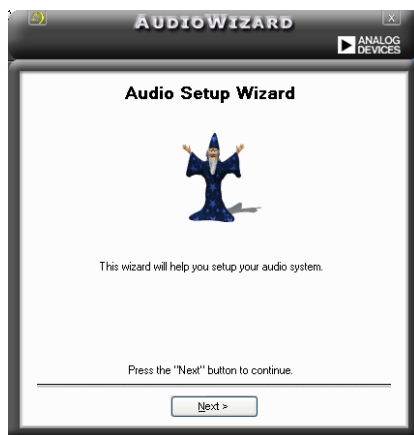 AUDIOWIZARD
ANALOG
DEVICES
Audio Setup Wizard
This wizard will help you setup your audio system.
Press the "Next" button to continue.
Next >